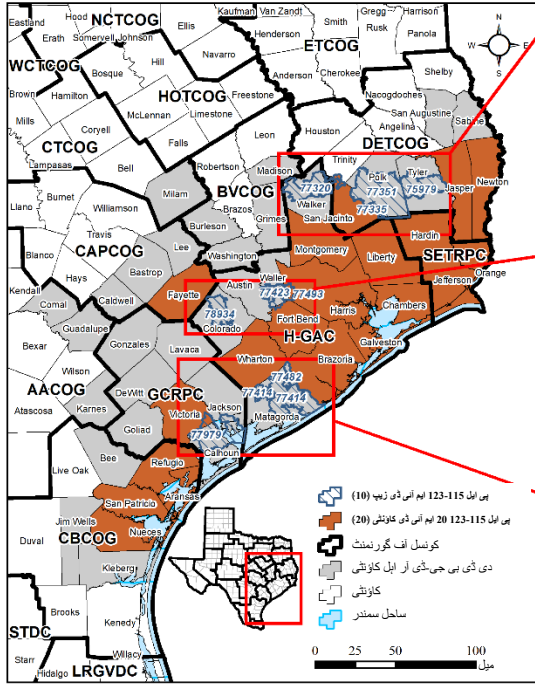 Eastland
Hood
NCTCOG
Ellis
Kaufman
Van Zandt
Smith
Gregg
Harrison
Rusk
Panola
Erath
Somervell
Johnson
Henderson
ETCOG
Navarro
Hill
Bosque
WCTCOG
Anderson
Cherokee
Shelby
Brown
Hamilton
HOTCOG
Freestone
Limestone
McLennan
Nacogdoches
San Augustine
Sabine
Mills
Coryell
CTCOG
Falls
Leon
Houston
Angelina
DETCOG
Lampasas
Bell
Robertson
Madison
Trinity
Polk
Tyler
Jasper
Newton
77320
77351
75979
77335
Walker
San Jacinto
Milam
BVCOG
Brazos
Grimes
Burleson
Llano
Burnet
Williamson
Travis
CAPCOG
Blanco
Hays
Lee
Bastrop
Washington
Montgomery
Liberty
Hardin
SETRPC
Jefferson
Orange
Kendall
Comal
Caldwell
Fayette
Austin
Waller
77423
77493
78934
Colorado
Fort Bend
Harris
Chambers
H-GAC
Galveston
Guadalupe
Gonzales
Lavaca
Wharton
Brazoria
Bexar
Wilson
AACOG
Atascosa
Karnes
DeWitt
GCRPC
Victoria
Jackson
77482
77414
77414
Matagorda
Goliad
77979
Calhoun
Bee
Live Oak
Refugio
San Patricio
Aransas
Jim Wells
Nueces
CBCOG
Duval
Kleberg
Brooks
Kenedy
STDC
Starr
Hidalgo
Willacy
LRGVDC
N
W
E
S
پی ایل 115-123 ایم آئی ڈی زیپ (10)
پی ایل 115-123 20 ایم آئی ڈی کاؤنٹی (20)
کونسل آف گورنمنٹ
دی ڈی بی جی-ڈی آر اہل کاؤنٹی
کاؤنٹی
ساحل سمندر
0 50 100
میل